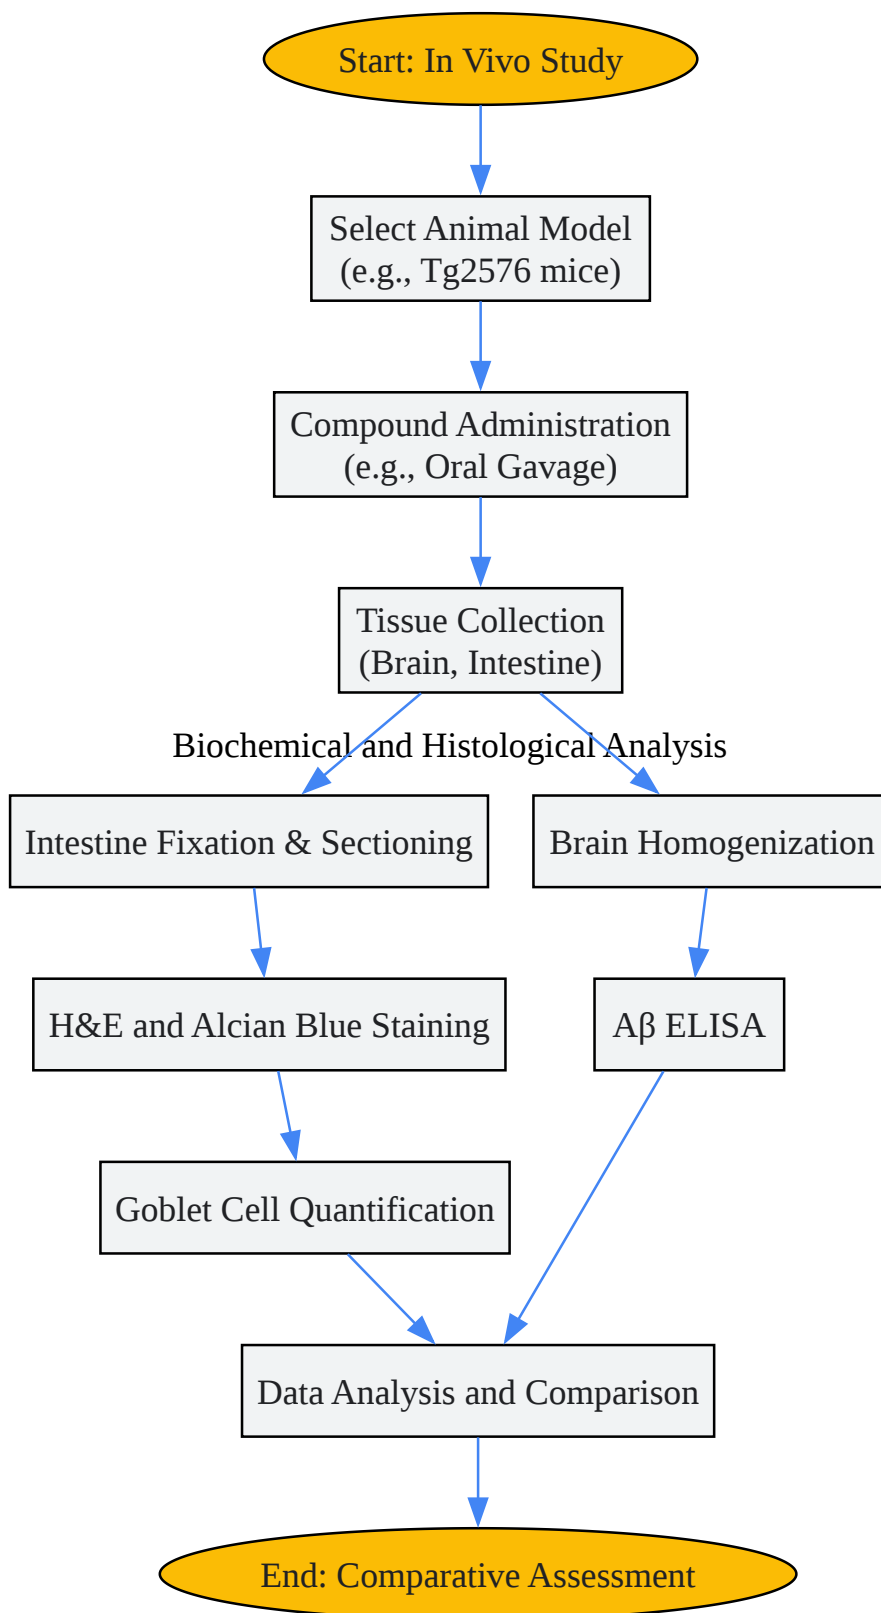 Start: In Vivo Study
Select Animal Model
(e.g., Tg2576 mice)
Compound Administration
(e.g., Oral Gavage)
Tissue Collection
(Brain, Intestine)
Biochemical and Histological Analysis
Intestine Fixation & Sectioning
Brain Homogenization
H&E and Alcian Blue Staining
Aβ ELISA
Goblet Cell Quantification
Data Analysis and Comparison
End: Comparative Assessment